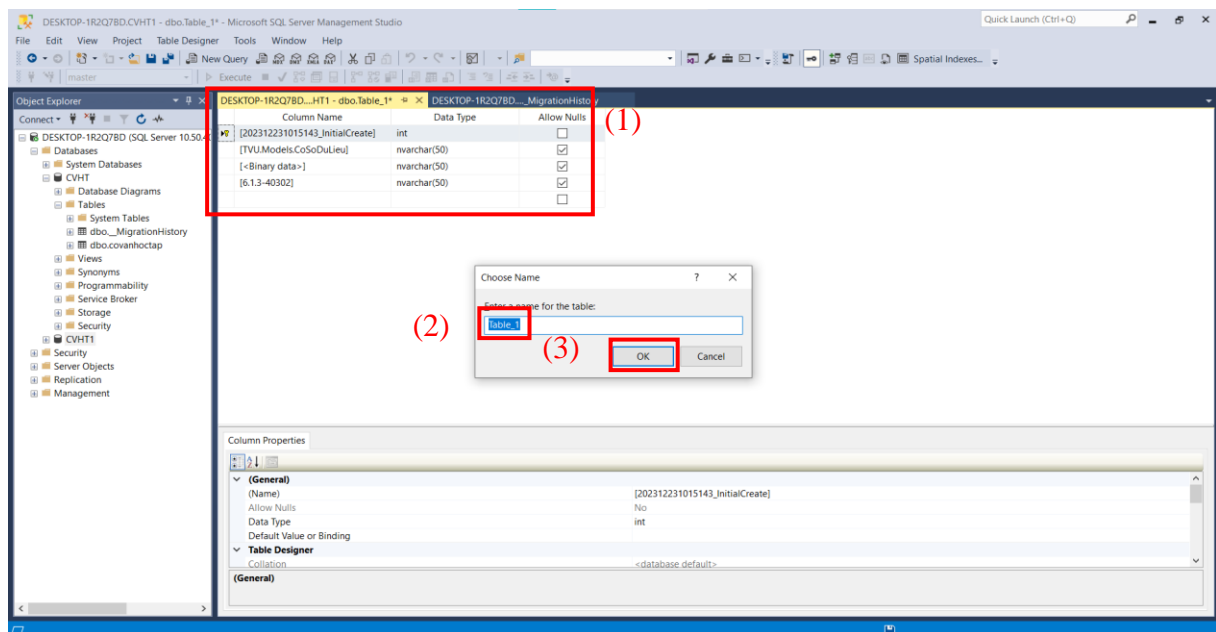 DESKTOP-1R2Q7BD.CVHT1 - dbo.Table_1* - Microsoft SQL Server Management Studio
Quick Launch (Ctrl+Q)
File Edit View Project Table Designer Tools Window Help
New Query
Spatial Indexes...
master
Execute
Object Explorer
DESKTOP-1R2Q7BD....HT1 - dbo.Table_1*
DESKTOP-1R2Q7BD...._MigrationHistory
(1)
Connect
Column Name Data Type Allow Nulls
[202312231015143_InitialCreate] int
[TVU.Models.CoSoDuLieu] nvarchar(50)
[<Binary data>] nvarchar(50)
[6.1.3-40302] nvarchar(50)
DESKTOP-1R2Q7BD (SQL Server 10.50.4
Databases
System Databases
CVHT
Database Diagrams
Tables
System Tables
dbo.__MigrationHistory
dbo.covanhoctap
Views
Synonyms
Programmability
Service Broker
Storage
Security
CVHT1
Security
Server Objects
Replication
Management
Choose Name ?
Enter a name for the table:
(2)
Table_1
(3)
OK Cancel
Column Properties
(General)
(Name) [202312231015143_InitialCreate]
Allow Nulls No
Data Type int
Default Value or Binding
Table Designer
Collation <database default>
(General)